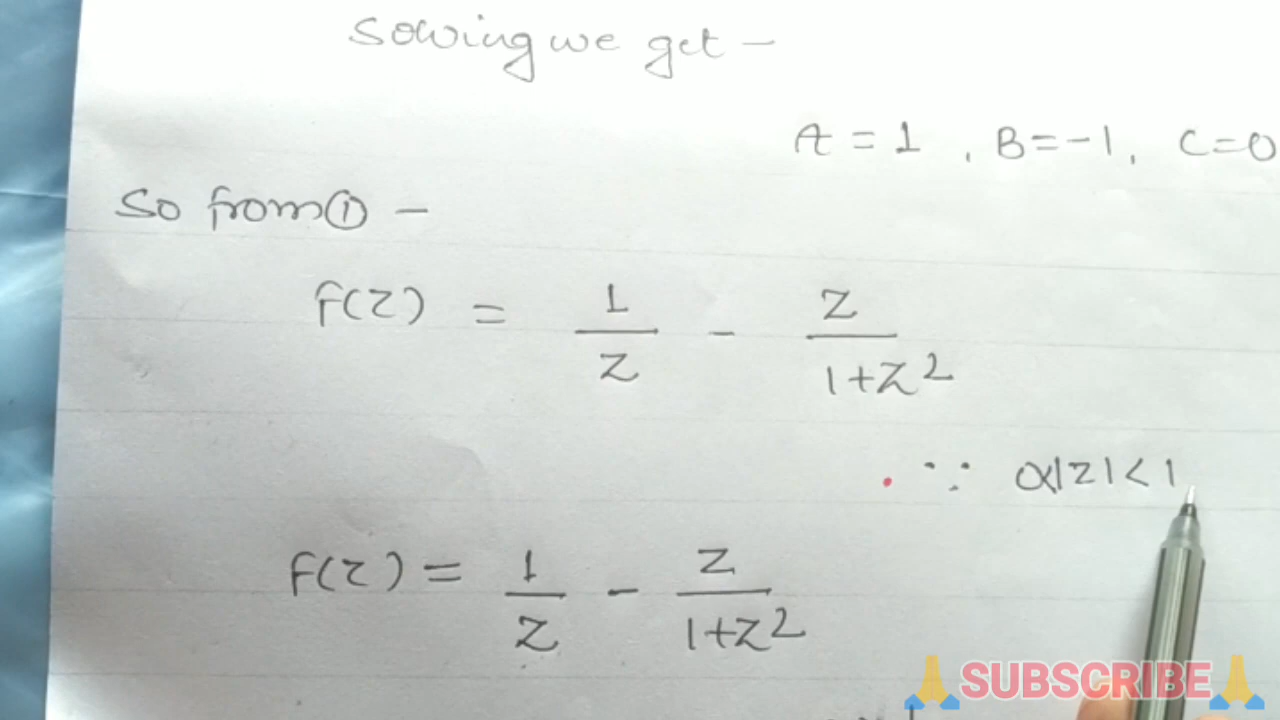 Solving we get –
A = 1 , B = -1, C = 0
So from ① –
F(z) = 1/z - z/1+z²
∵ 0<|z|<1
F(z) = 1/z - z/1+z²
🙏SUBSCRIBE🙏